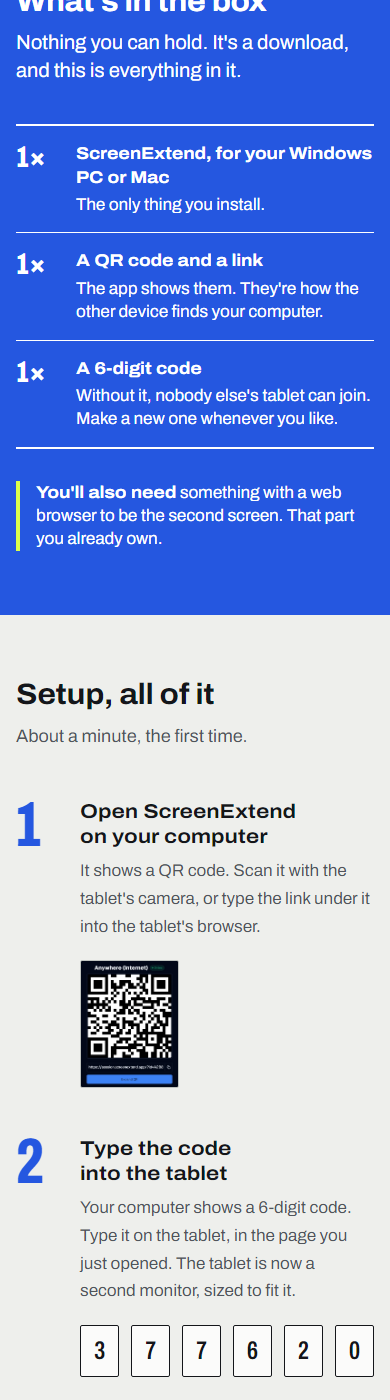 What's in the box
Nothing you can hold. It's a download,
and this is everything in it.
1×
ScreenExtend, for your Windows
PC or Mac
The only thing you install.
1×
A QR code and a link
The app shows them. They're how the
other device finds your computer.
1×
A 6-digit code
Without it, nobody else's tablet can join.
Make a new one whenever you like.
You'll also need something with a web
browser to be the second screen. That part
you already own.
Setup, all of it
About a minute, the first time.
1
Open ScreenExtend
on your computer
It shows a QR code. Scan it with the
tablet's camera, or type the link under it
into the tablet's browser.
Anywhere (Internet)
2
Type the code
into the tablet
Your computer shows a 6-digit code.
Type it on the tablet, in the page you
just opened. The tablet is now a
second monitor, sized to fit it.
3 7 7 6 2 0